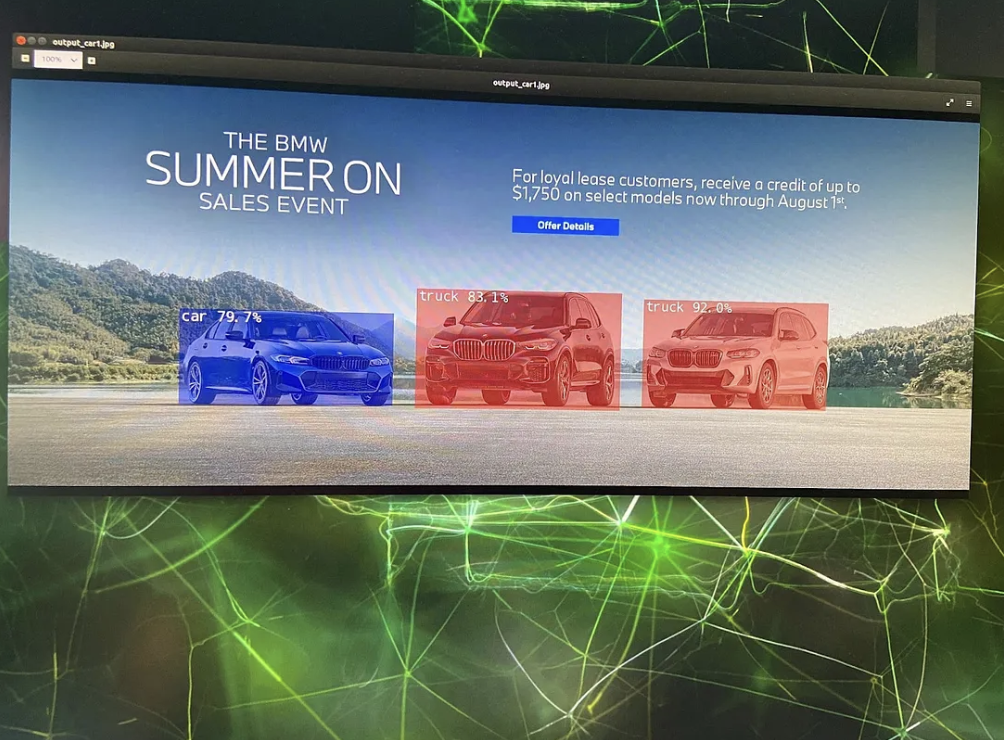 output_car1.jpg
100%
output_car1.jpg
THE BMW
SUMMER ON
SALES EVENT
For loyal lease customers, receive a credit of up to
$1,750 on select models now through August 1st.
Offer Details
car 79.7%
truck 83.1%
truck 92.0%